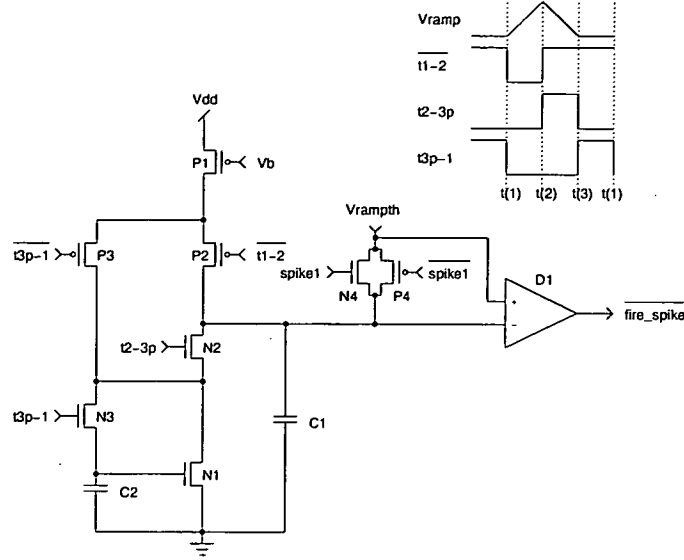 Vramp
t1-2
t2-3p
t3p-1
t(1) t(2) t(3) t(1)
Vdd
P1 Vb
Vrampth
t3p-1 P3 P2 t1-2
spike1 N4 P4 spike1
D1
+
-
fire_spike
t2-3p N2
t3p-1 N3
C1
N1
C2